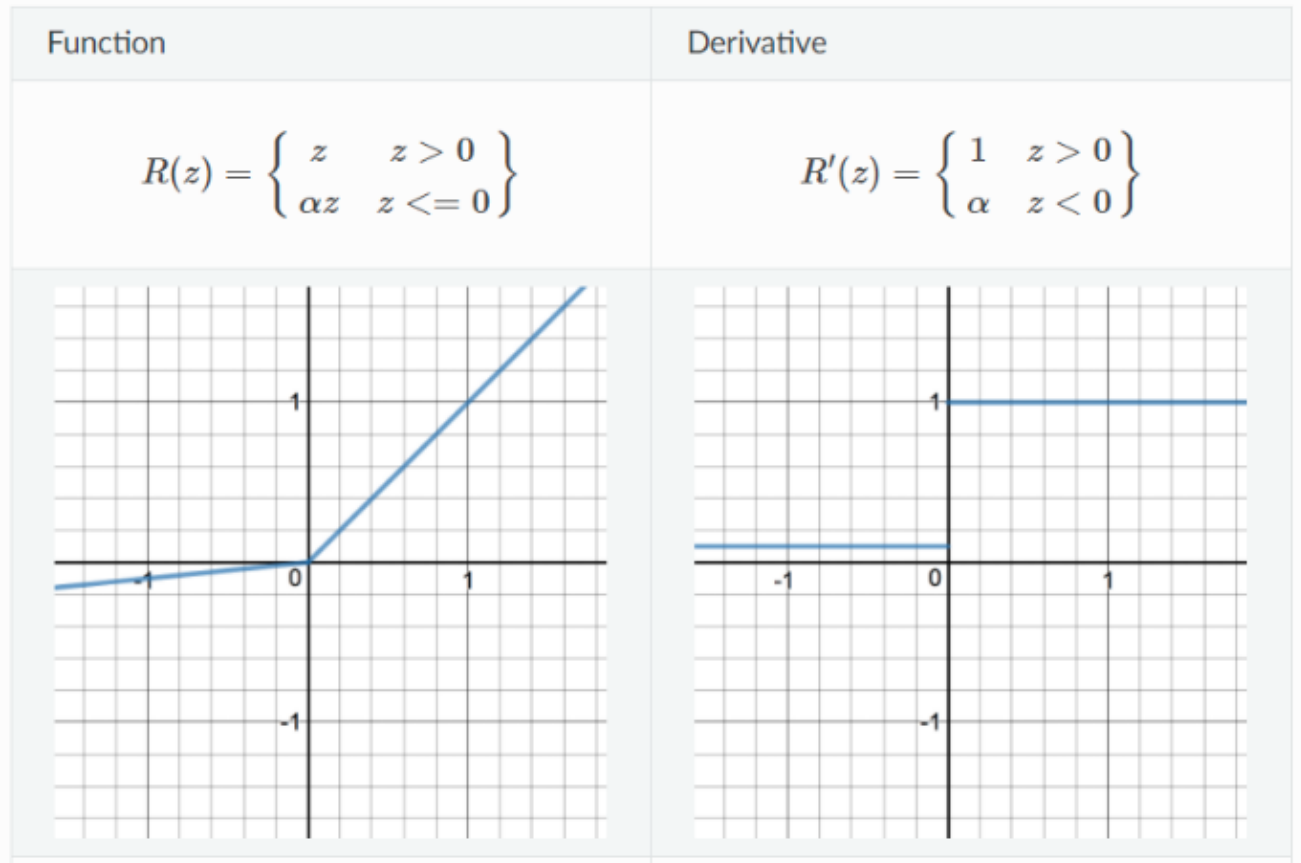 Function
Derivative
R(z) = { z z > 0
αz z <= 0 }
R′(z) = { 1 z > 0
α z < 0 }
1
-1 0 1
-1
1
-1 0 1
-1